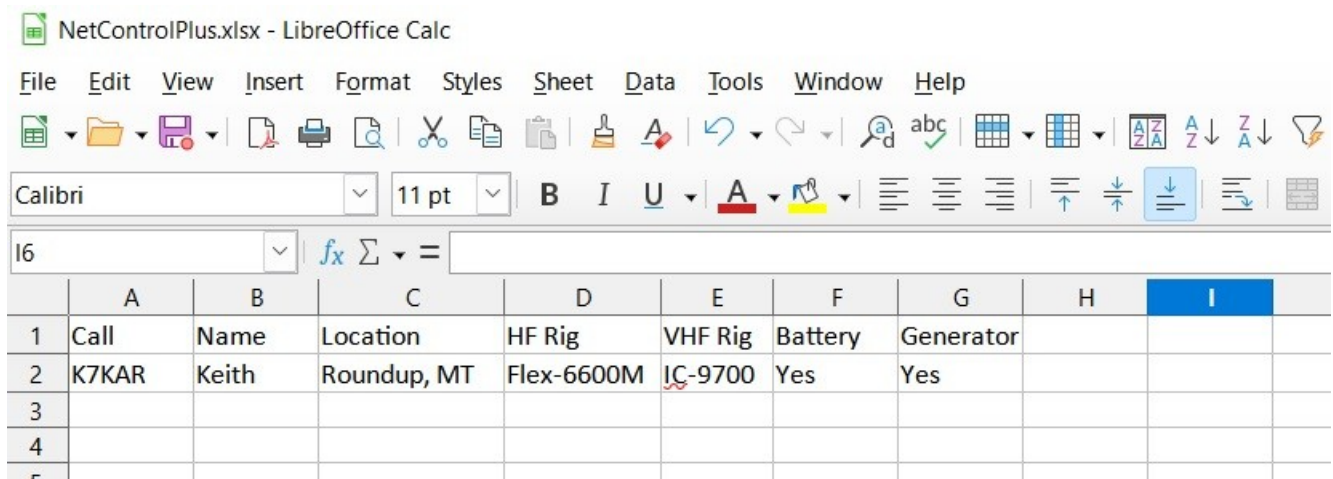 NetControlPlus.xlsx - LibreOffice Calc
File Edit View Insert Format Styles Sheet Data Tools Window Help
Calibri 11 pt B I U A
I6 fx Σ =
A B C D E F G H I
1 Call Name Location HF Rig VHF Rig Battery Generator
2 K7KAR Keith Roundup, MT Flex-6600M IC-9700 Yes Yes
3
4